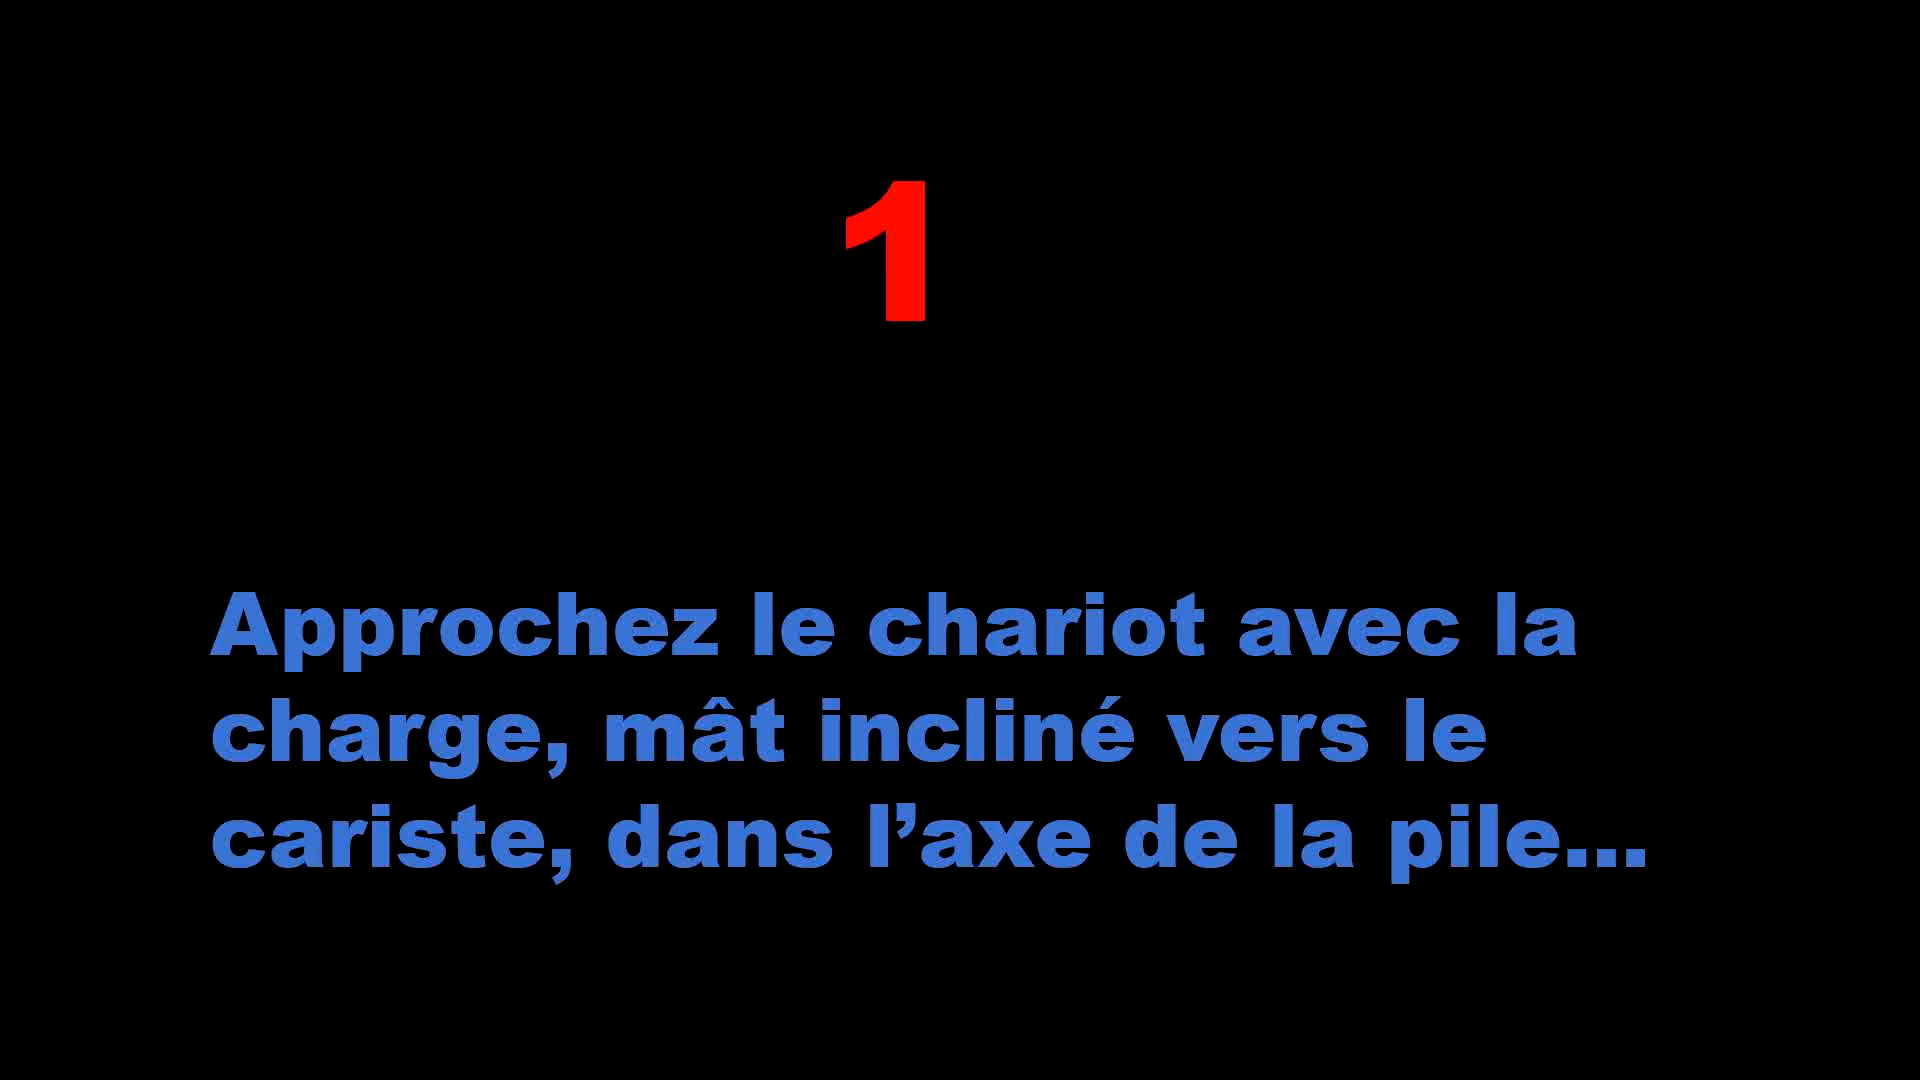 1
Approchez le chariot avec la
charge, mât incliné vers le
cariste, dans l’axe de la pile...